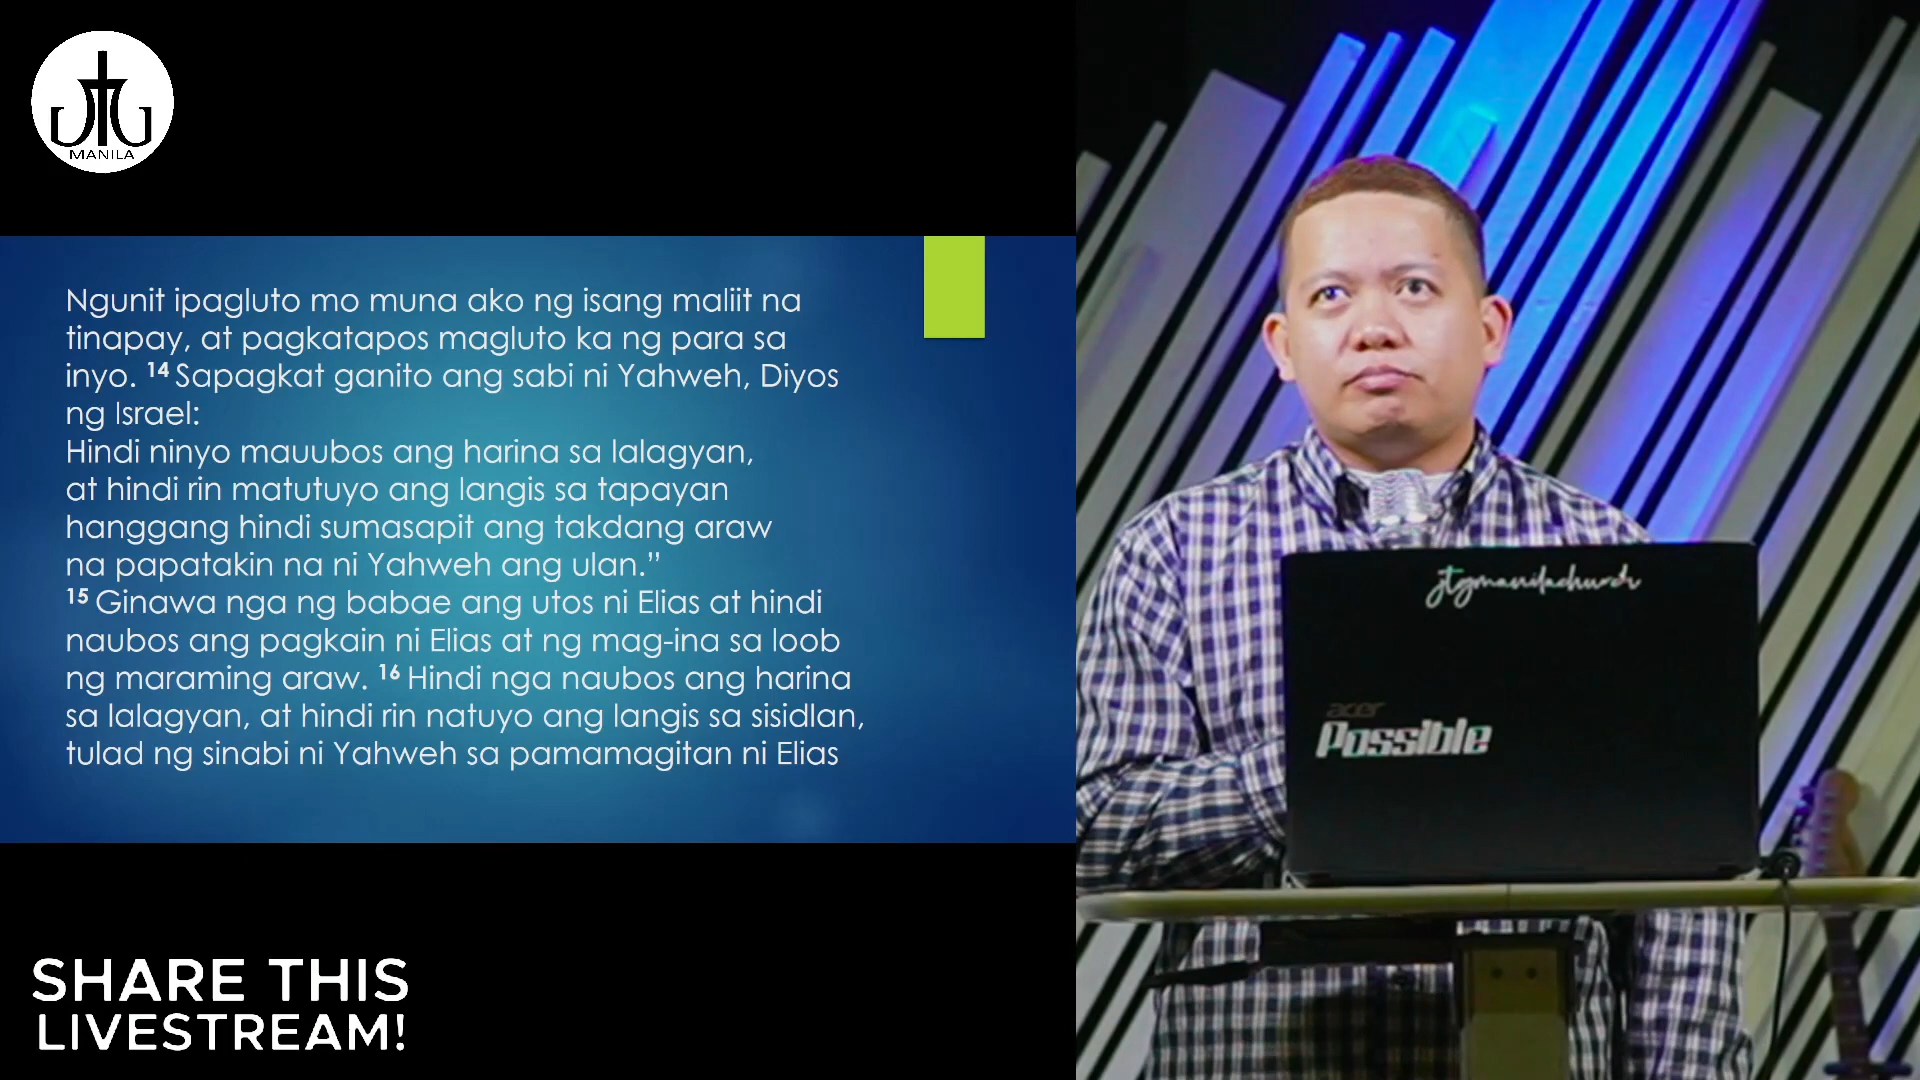 JTG
MANILA
Ngunit ipagluto mo muna ako ng isang maliit na
tinapay, at pagkatapos magluto ka ng para sa
inyo. 14 Sapagkat ganito ang sabi ni Yahweh, Diyos
ng Israel:
Hindi ninyo mauubos ang harina sa lalagyan,
at hindi rin matutuyo ang langis sa tapayan
hanggang hindi sumasapit ang takdang araw
na papatakin na ni Yahweh ang ulan.”
15 Ginawa nga ng babae ang utos ni Elias at hindi
naubos ang pagkain ni Elias at ng mag-ina sa loob
ng maraming araw. 16 Hindi nga naubos ang harina
sa lalagyan, at hindi rin natuyo ang langis sa sisidlan,
tulad ng sinabi ni Yahweh sa pamamagitan ni Elias
SHARE THIS
LIVESTREAM!
jtgmanilachurch
acer
Possible